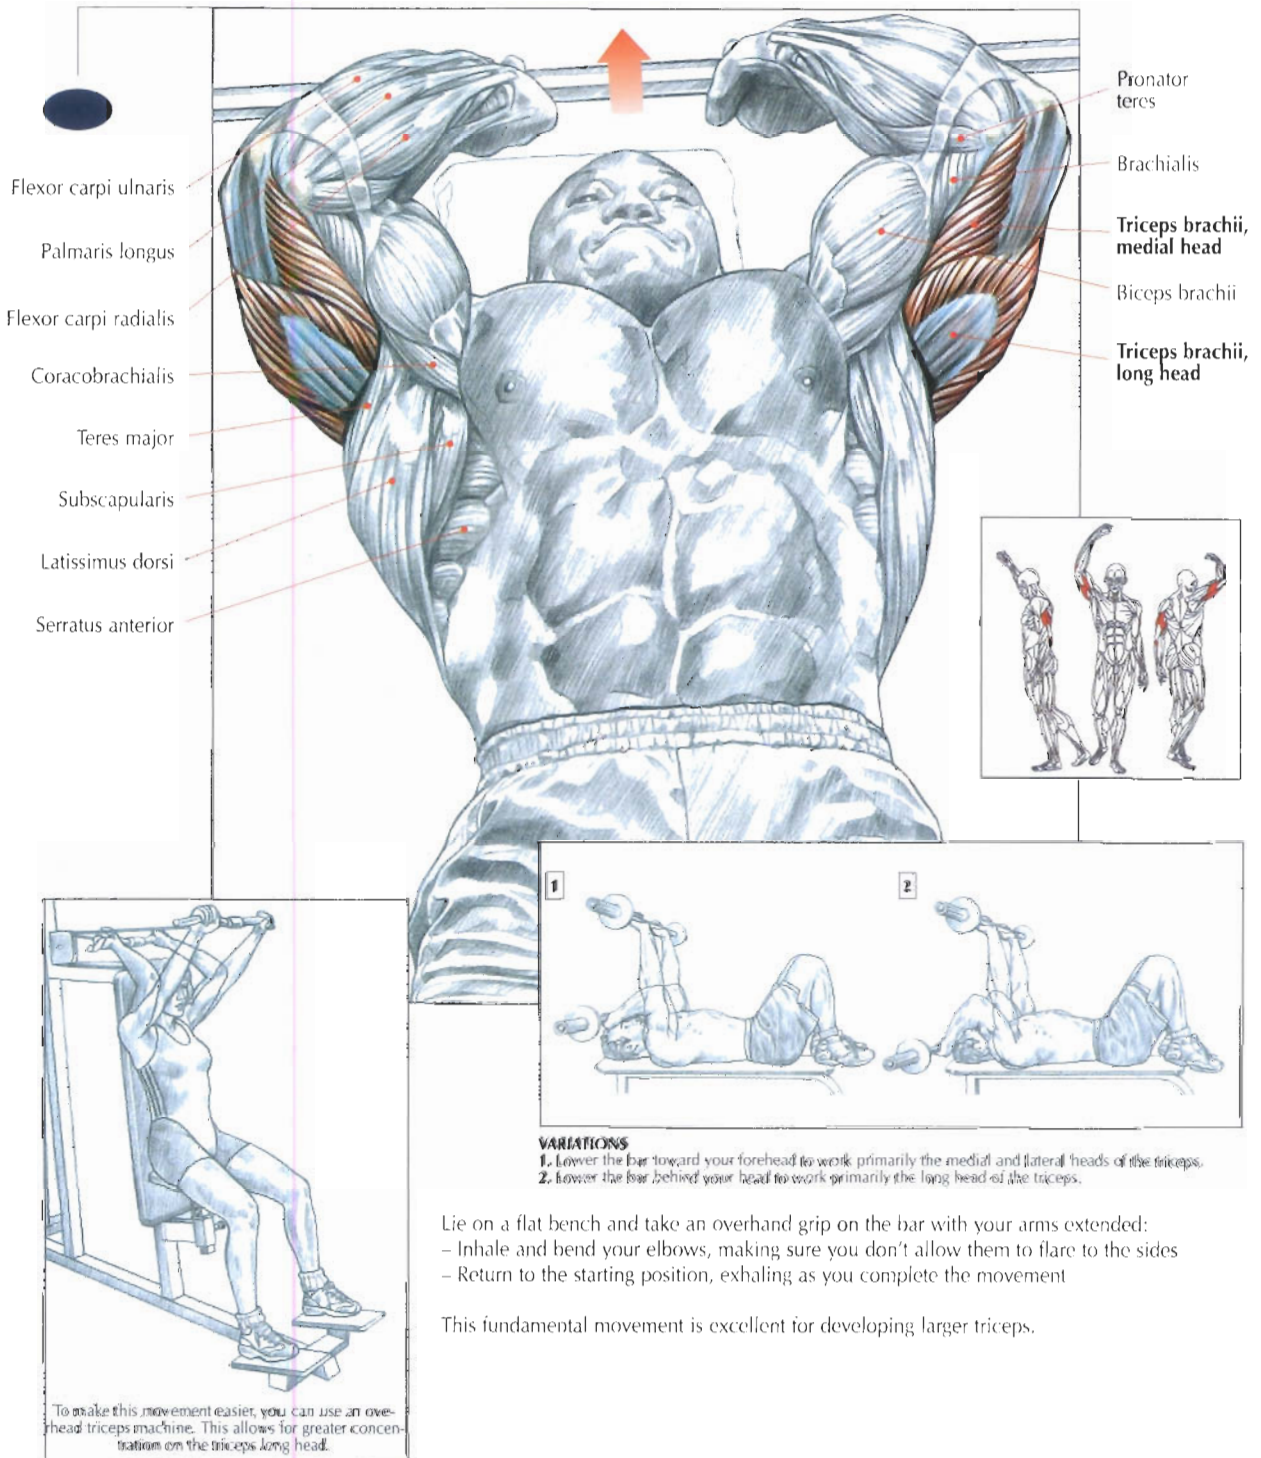 Flexor carpi ulnaris
Palmaris longus
Flexor carpi radialis
Coracobrachialis
Teres major
Subscapularis
Latissimus dorsi
Serratus anterior
Pronator
teres
Brachialis
Triceps brachii,
medial head
Biceps brachii
Triceps brachii,
long head
1
2
VARIATIONS
1. Lower the bar toward your forehead to work primarily the medial and lateral heads of the triceps.
2. Lower the bar behind your head to work primarily the long head of the triceps.
Lie on a flat bench and take an overhand grip on the bar with your arms extended:
– Inhale and bend your elbows, making sure you don't allow them to flare to the sides
– Return to the starting position, exhaling as you complete the movement
This fundamental movement is excellent for developing larger triceps.
To make this movement easier, you can use an over-
head triceps machine. This allows for greater concen-
tration on the triceps long head.